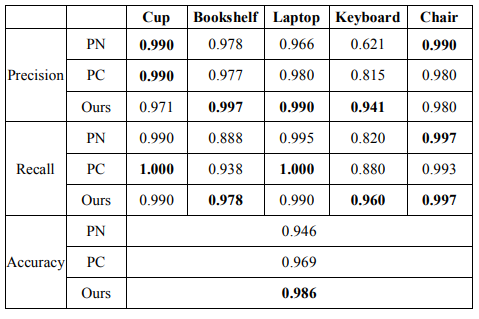 Cup Bookshelf Laptop Keyboard Chair
Precision PN 0.990 0.978 0.966 0.621 0.990
PC 0.990 0.977 0.980 0.815 0.980
Ours 0.971 0.997 0.990 0.941 0.980
Recall PN 0.990 0.888 0.995 0.820 0.997
PC 1.000 0.938 1.000 0.880 0.993
Ours 0.990 0.978 0.990 0.960 0.997
Accuracy PN 0.946
PC 0.969
Ours 0.986